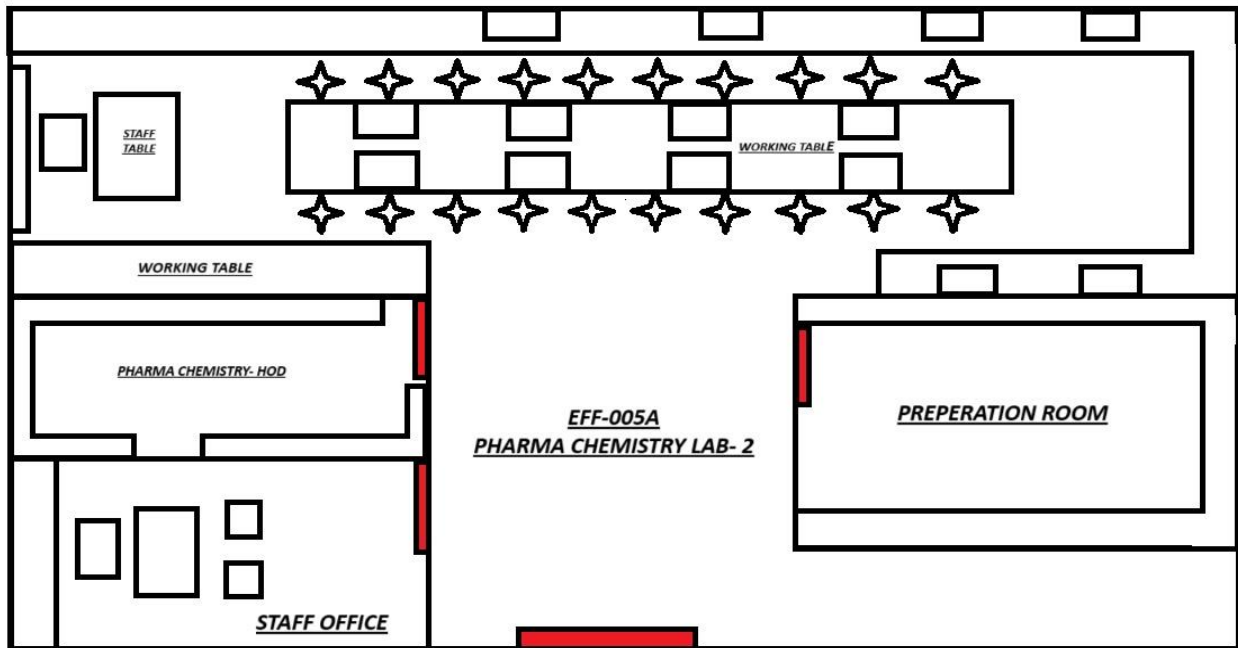 STAFF
TABLE
WORKING TABLE
WORKING TABLE
PHARMA CHEMISTRY- HOD
EFF-005A
PHARMA CHEMISTRY LAB- 2
PREPERATION ROOM
STAFF OFFICE